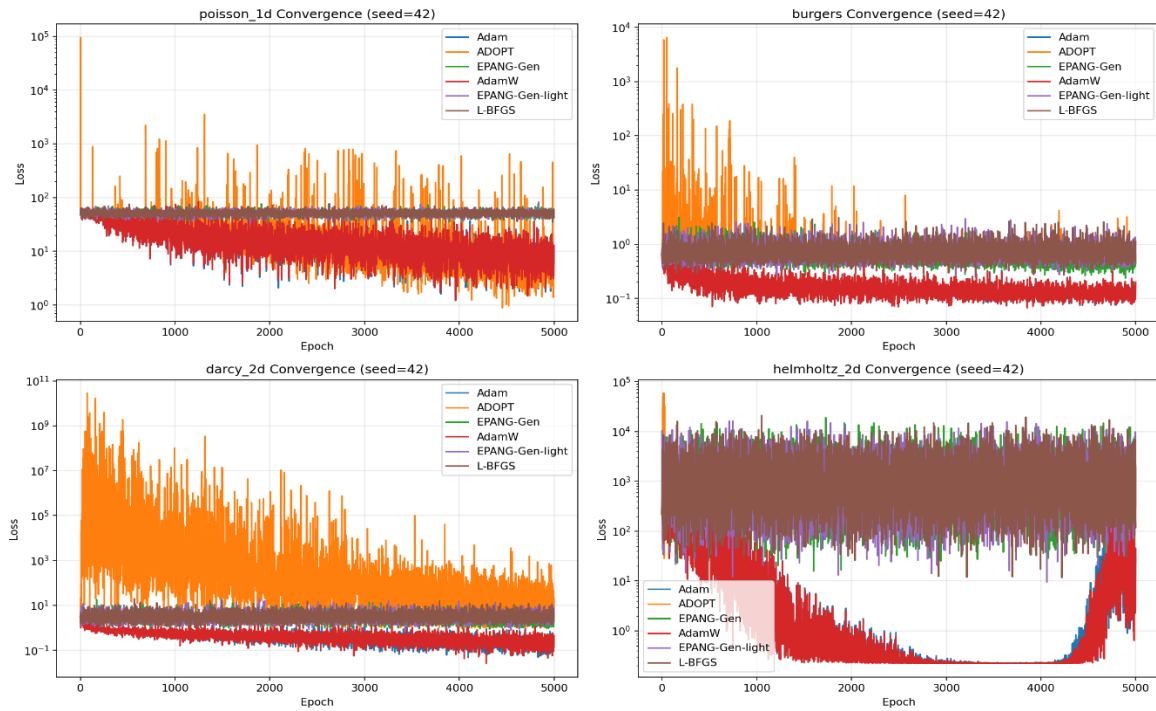 poisson_1d Convergence (seed=42)
Loss
10^5
10^4
10^3
10^2
10^1
10^0
Adam
ADOPT
EPANG-Gen
AdamW
EPANG-Gen-light
L-BFGS
0 1000 2000 3000 4000 5000
Epoch
burgers Convergence (seed=42)
Loss
10^4
10^3
10^2
10^1
10^0
10^-1
Adam
ADOPT
EPANG-Gen
AdamW
EPANG-Gen-light
L-BFGS
0 1000 2000 3000 4000 5000
Epoch
darcy_2d Convergence (seed=42)
Loss
10^11
10^9
10^7
10^5
10^3
10^1
10^-1
Adam
ADOPT
EPANG-Gen
AdamW
EPANG-Gen-light
L-BFGS
0 1000 2000 3000 4000 5000
Epoch
helmholtz_2d Convergence (seed=42)
Loss
10^5
10^4
10^3
10^2
10^1
10^0
Adam
ADOPT
EPANG-Gen
AdamW
EPANG-Gen-light
L-BFGS
0 1000 2000 3000 4000 5000
Epoch